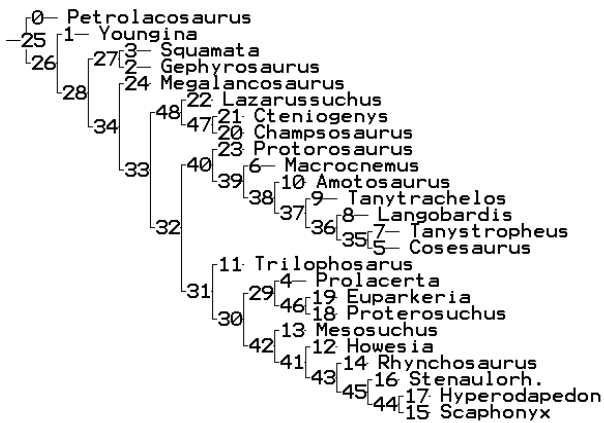 0 Petrolacosaurus
25 1 Youngina
26 27 3 Squamata
2 Gephyrosaurus
28 24 Megalancosaurus
22 Lazarussuchus
48 21 Cteniogenys
34 47 20 Champsosaurus
23 Protorosaurus
33 40 6 Macrocnemus
39 10 Amotosaurus
38 9 Tanytrachelos
37 8 Langobardis
32 36 7 Tanystropheus
35 5 Cosesaurus
11 Trilophosarus
4 Prolacerta
31 29 19 Euparkeria
30 46 18 Proterosuchus
13 Mesosuchus
42 12 Howesia
41 14 Rhynchosaurus
43 16 Stenaulorh.
45 17 Hyperodapedon
44 15 Scaphonyx